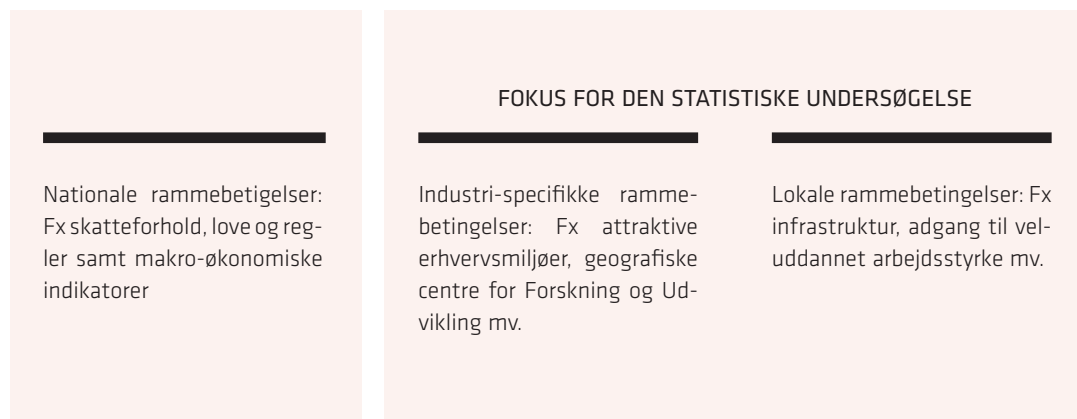 FOKUS FOR DEN STATISTISKE UNDERSØGELSE
Nationale rammebetigelser:
Fx skatteforhold, love og reg-
ler samt makro-økonomiske
indikatorer
Industri-specifikke ramme-
betingelser: Fx attraktive
erhvervsmiljøer, geografiske
centre for Forskning og Ud-
vikling mv.
Lokale rammebetingelser: Fx
infrastruktur, adgang til vel-
uddannet arbejdsstyrke mv.